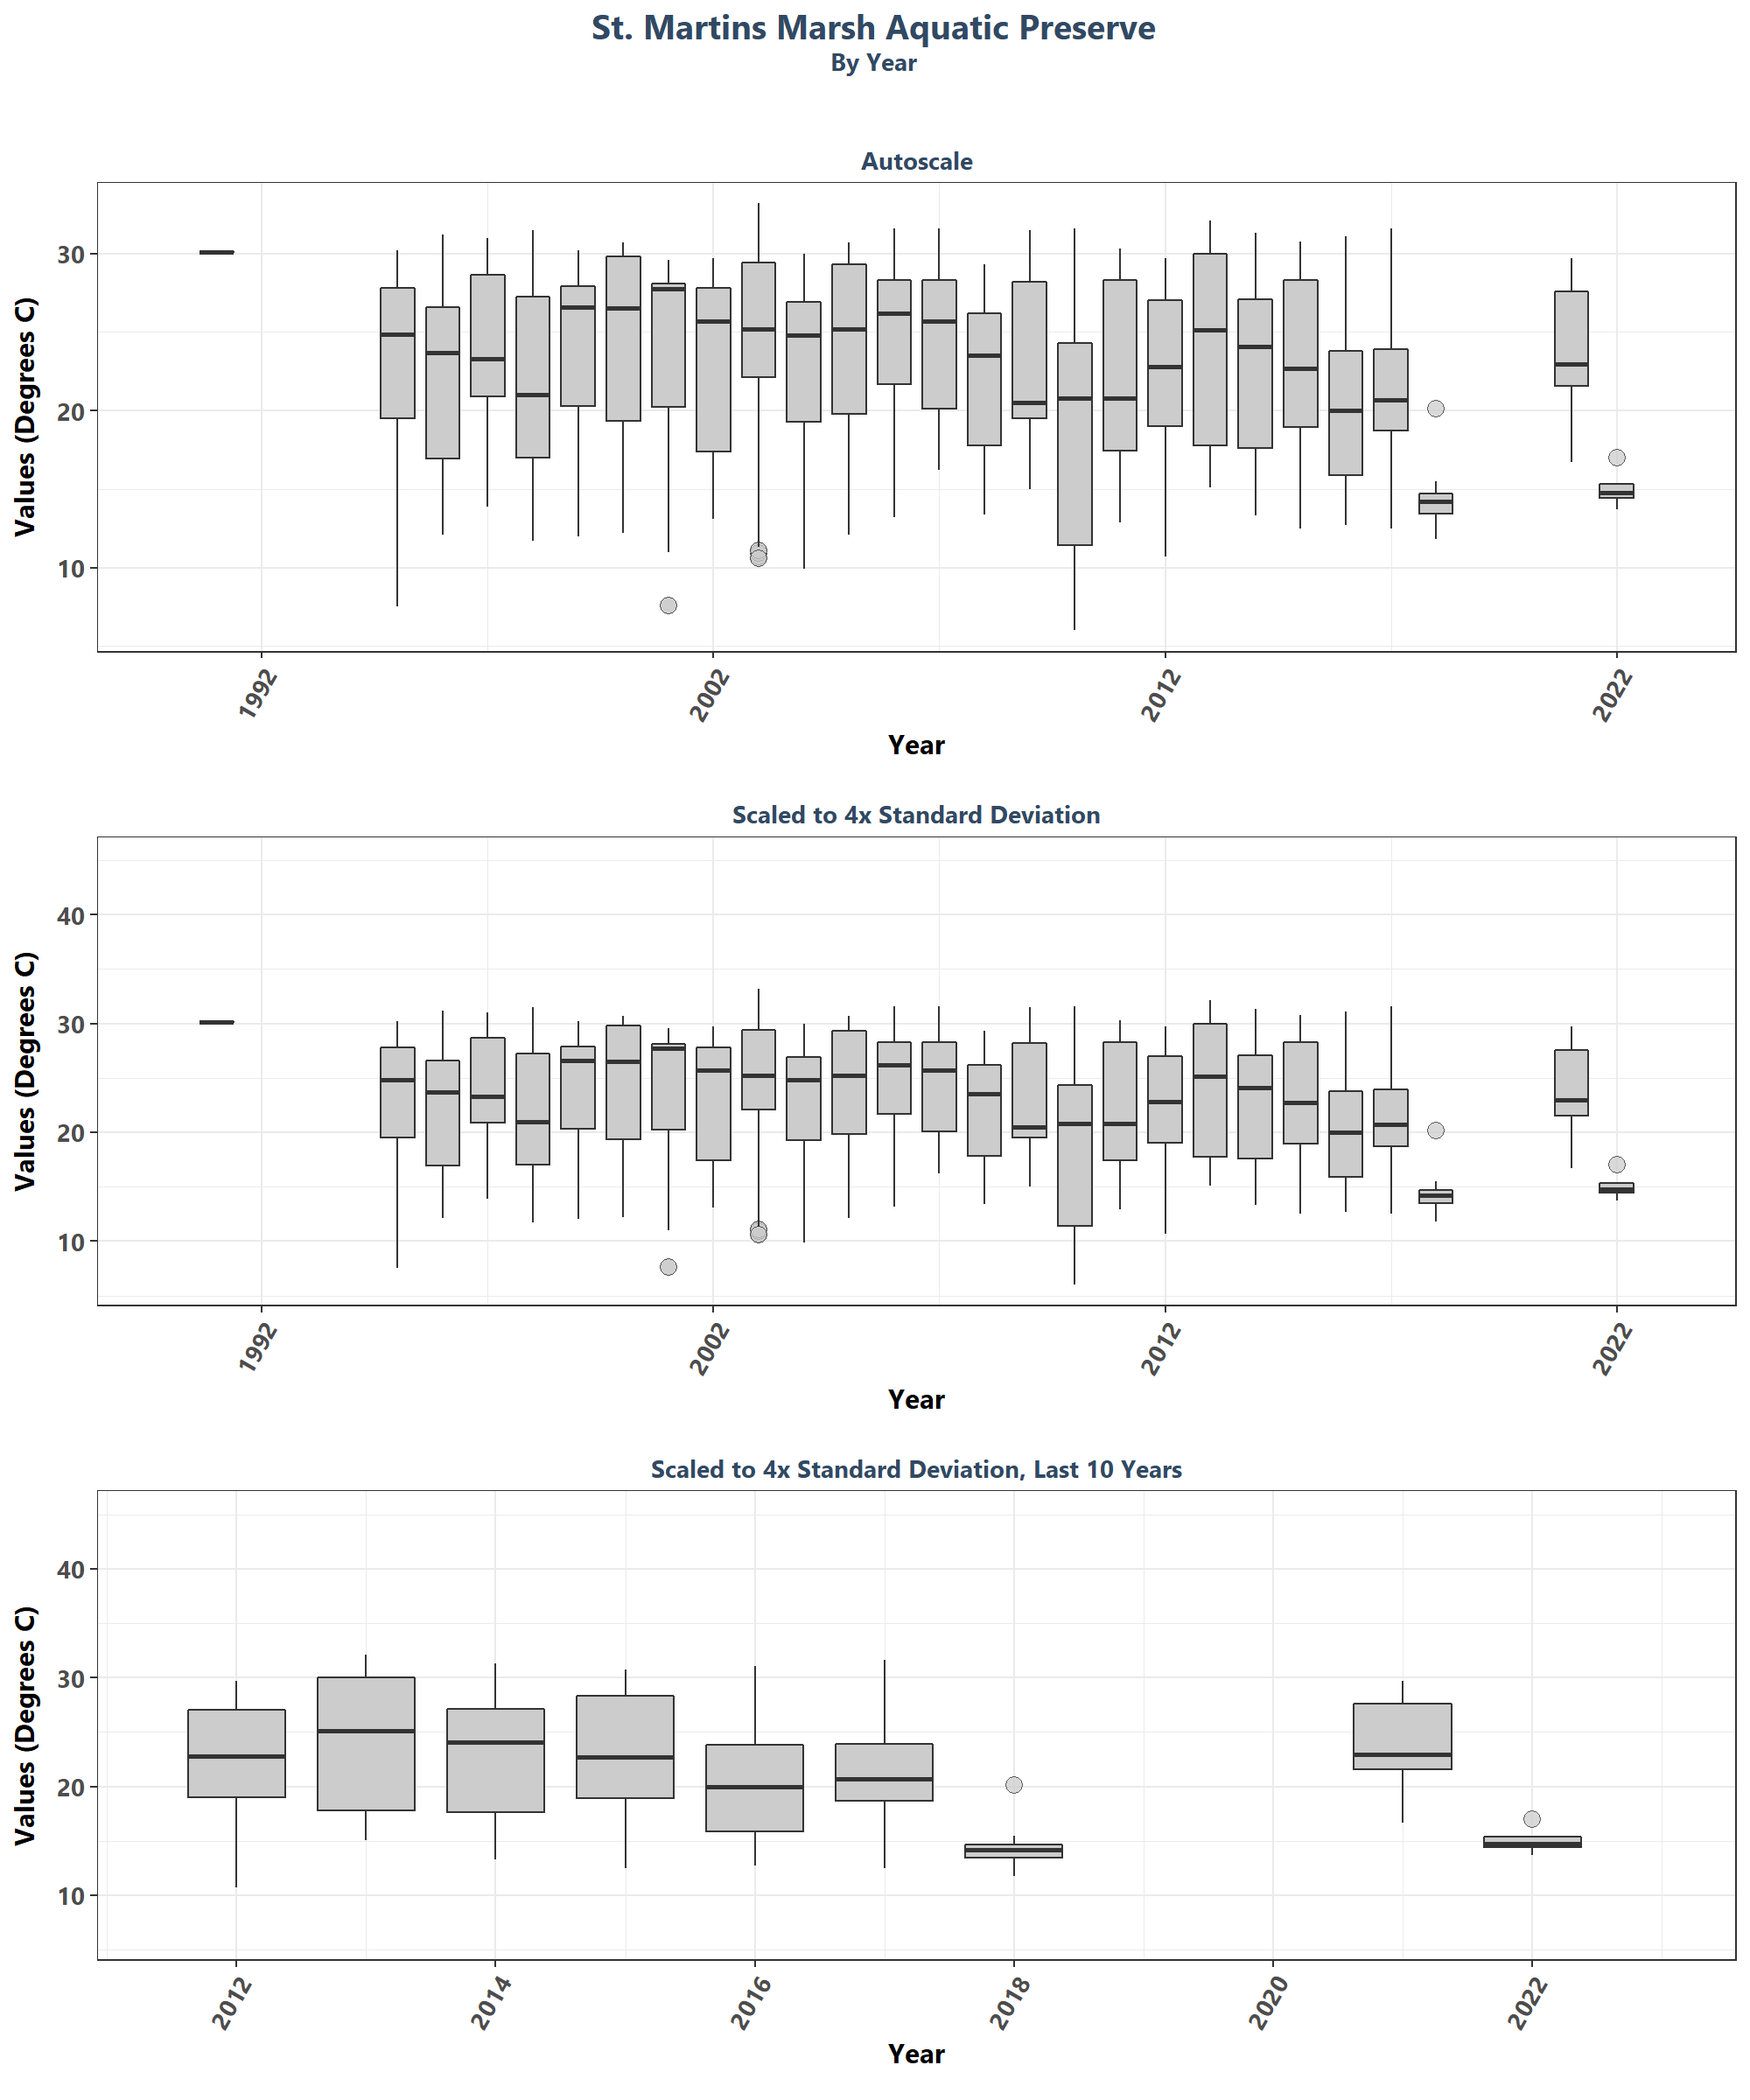 St. Martins Marsh Aquatic Preserve
By Year
Autoscale
Values (Degrees C)
30
20
10
1992
2002
2012
2022
Year
Scaled to 4x Standard Deviation
Values (Degrees C)
40
30
20
10
1992
2002
2012
2022
Year
Scaled to 4x Standard Deviation, Last 10 Years
Values (Degrees C)
40
30
20
10
2012
2014
2016
2018
2020
2022
Year